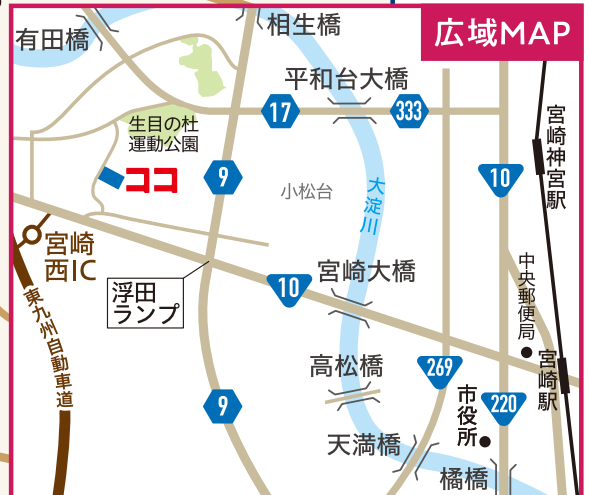 広域MAP
相生橋
有田橋
平和台大橋
17
333
生目の杜
運動公園
宮崎神宮駅
ココ
9
10
小松台
大淀川
宮崎
西IC
浮田
ランプ
10
宮崎大橋
中央郵便局
東九州自動車道
高松橋
269
宮崎駅
9
市役所
220
天満橋
橘橋